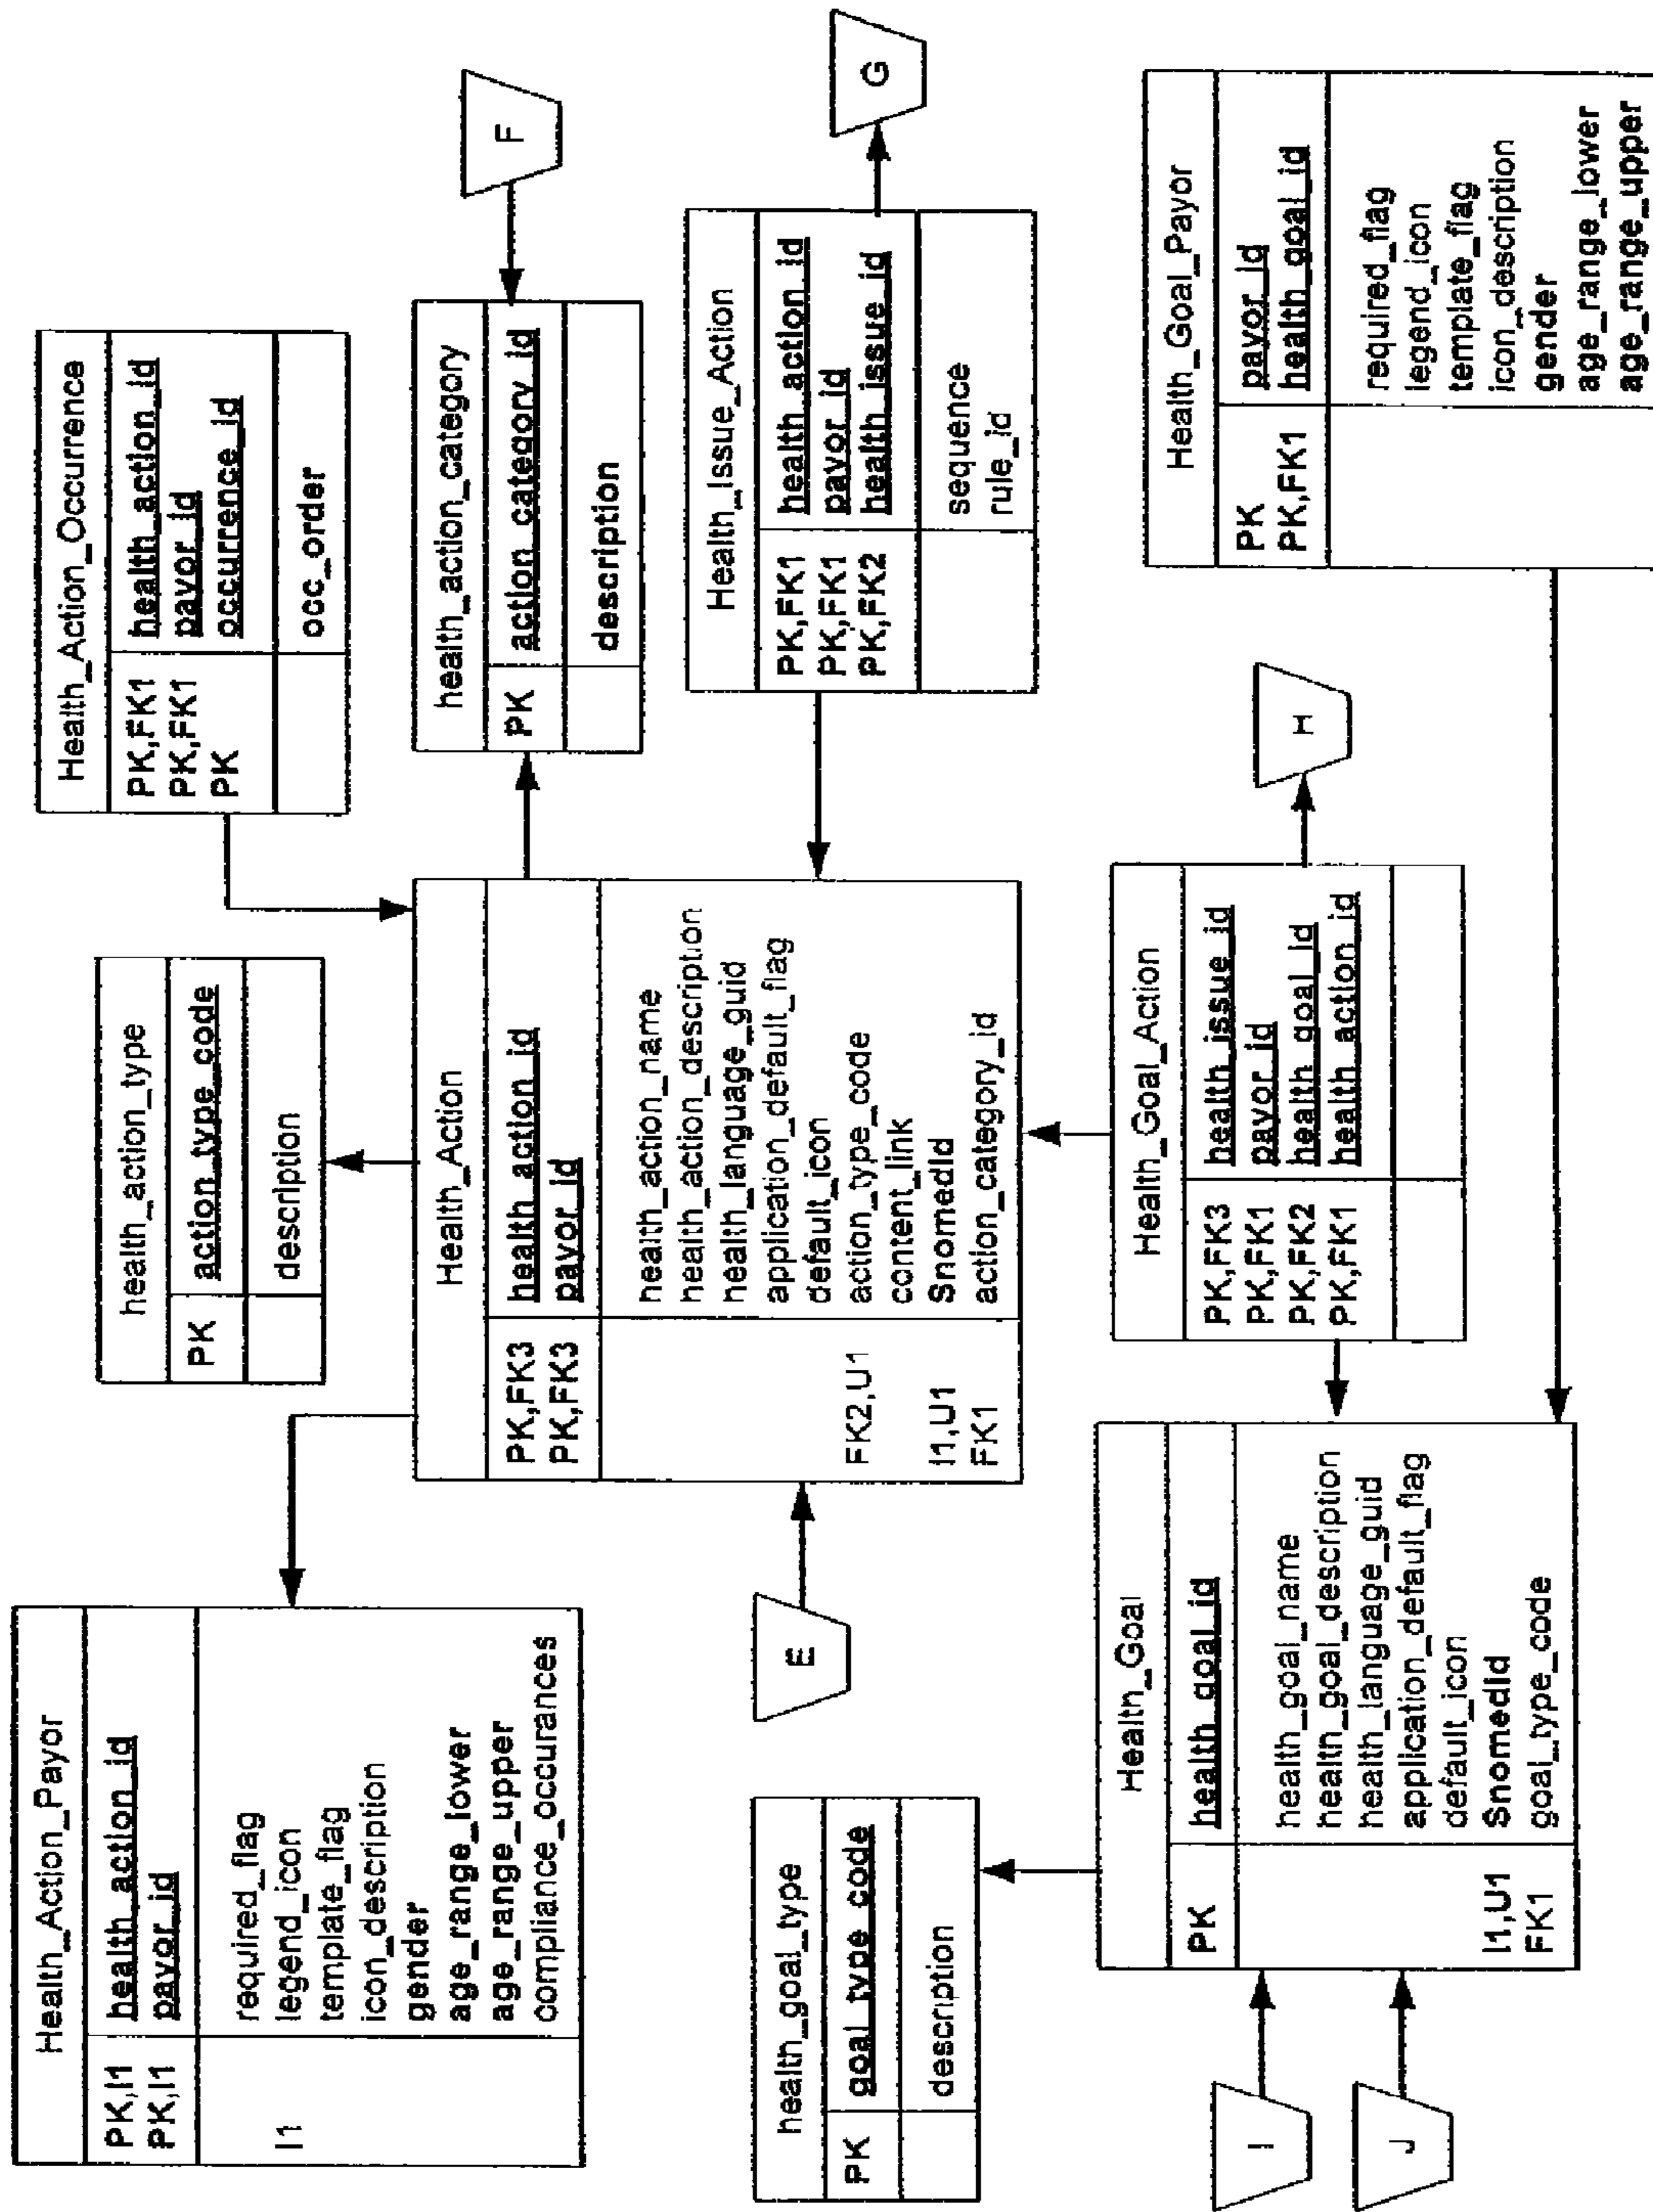 Health_Action_Payor
PK,I1 health_action_id
PK,I1 payor_id
required_flag
I1 legend_icon
template_flag
icon_description
gender
age_range_lower
age_range_upper
compliance_occurances
health_action_type
PK action_type_code
description
Health_Action_Occurrence
PK,FK1 health_action_id
PK,FK1 payor_id
PK occurrence_id
occ_order
Health_Action
PK,FK3 health_action_id
PK,FK3 payor_id
health_action_name
health_action_description
health_language_guid
application_default_flag
default_icon
FK2,U1 action_type_code
content_link
I1,U1 SnomedId
FK1 action_category_id
health_action_category
PK action_category_id
description
F
E
Health_Issue_Action
PK,FK1 health_action_id
PK,FK1 payor_id
PK,FK2 health_issue_id
sequence
rule_id
G
health_goal_type
PK goal_type_code
description
Health_Goal
PK health_goal_id
health_goal_name
health_goal_description
health_language_guid
application_default_flag
default_icon
I1,U1 SnomedId
FK1 goal_type_code
I
J
Health_Goal_Action
PK,FK3 health_issue_id
PK,FK1 payor_id
PK,FK2 health_goal_id
PK,FK1 health_action_id
H
Health_Goal_Payor
PK payor_id
PK,FK1 health_goal_id
required_flag
legend_icon
template_flag
icon_description
gender
age_range_lower
age_range_upper